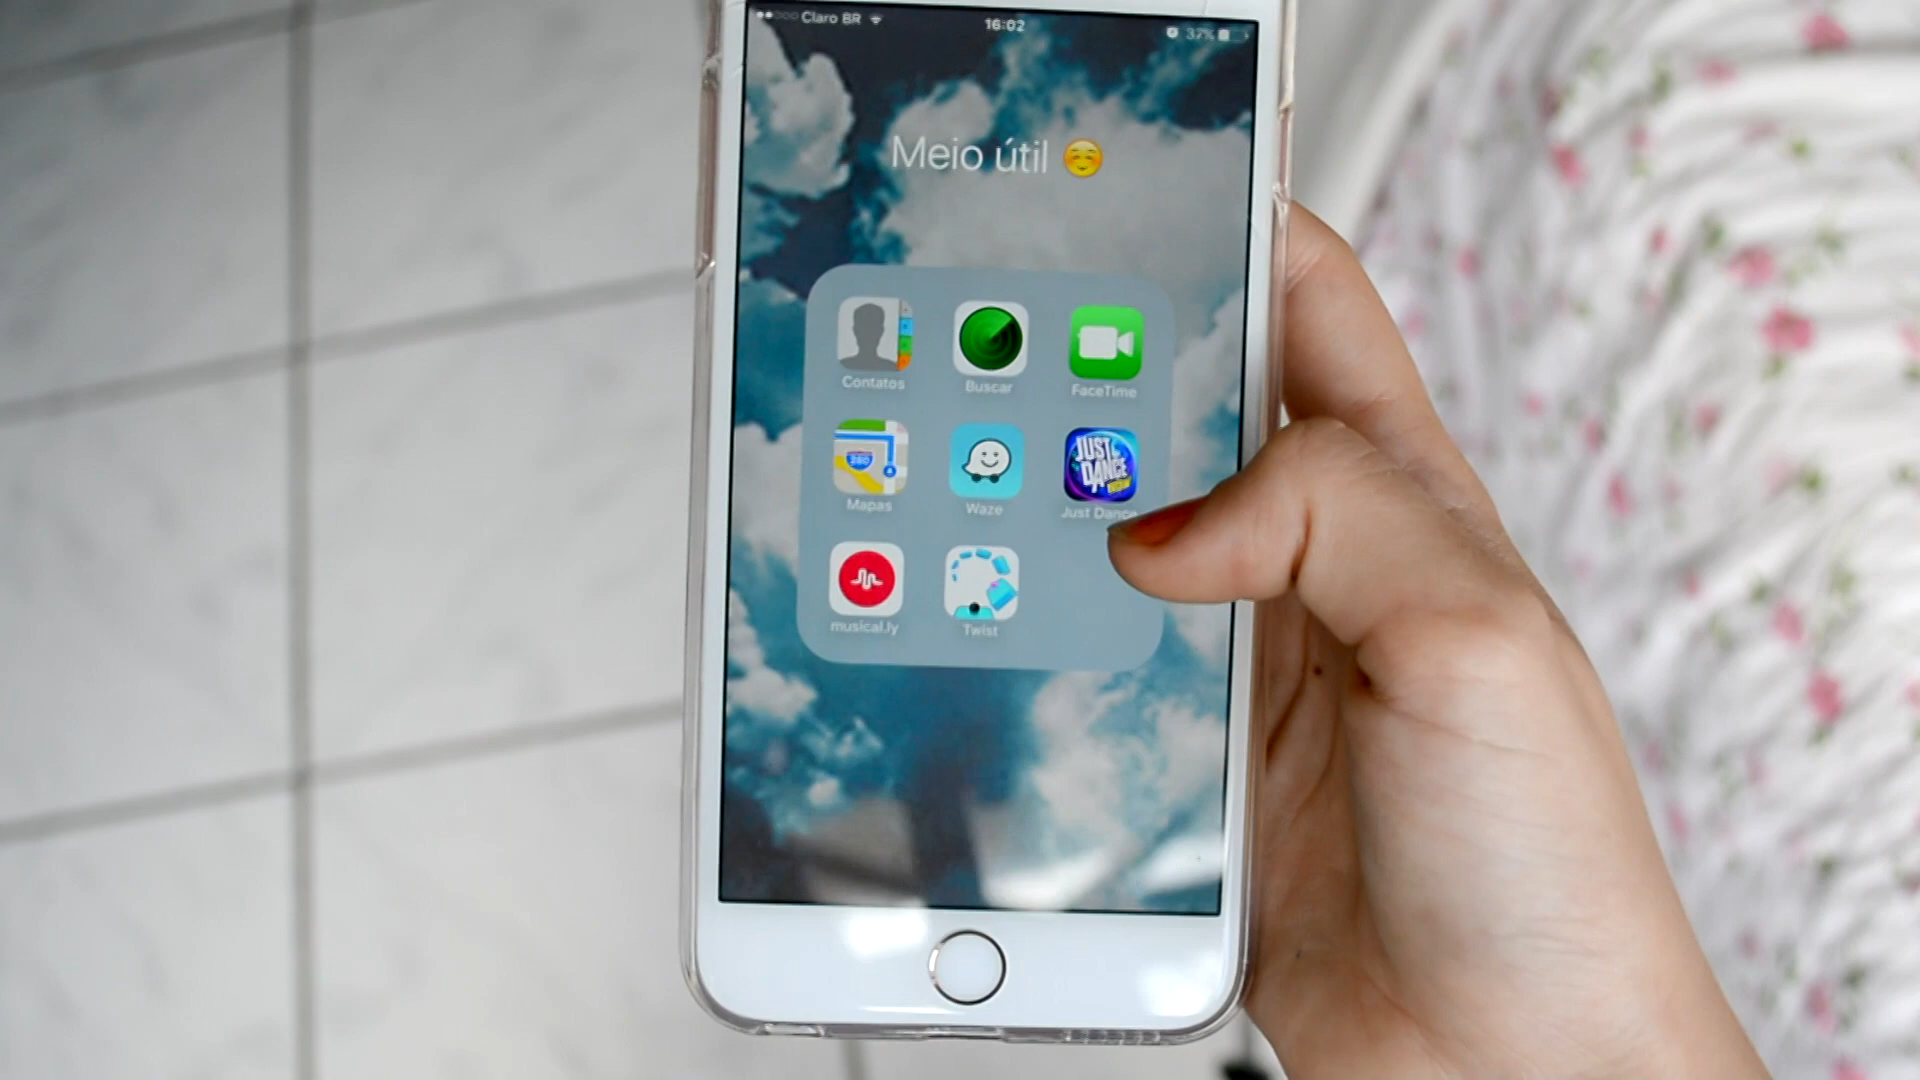 Claro BR 16:02 37%
Meio útil
Contatos Buscar FaceTime
280
JUST DANCE
Mapas Waze Just Dance
musical.ly Twist